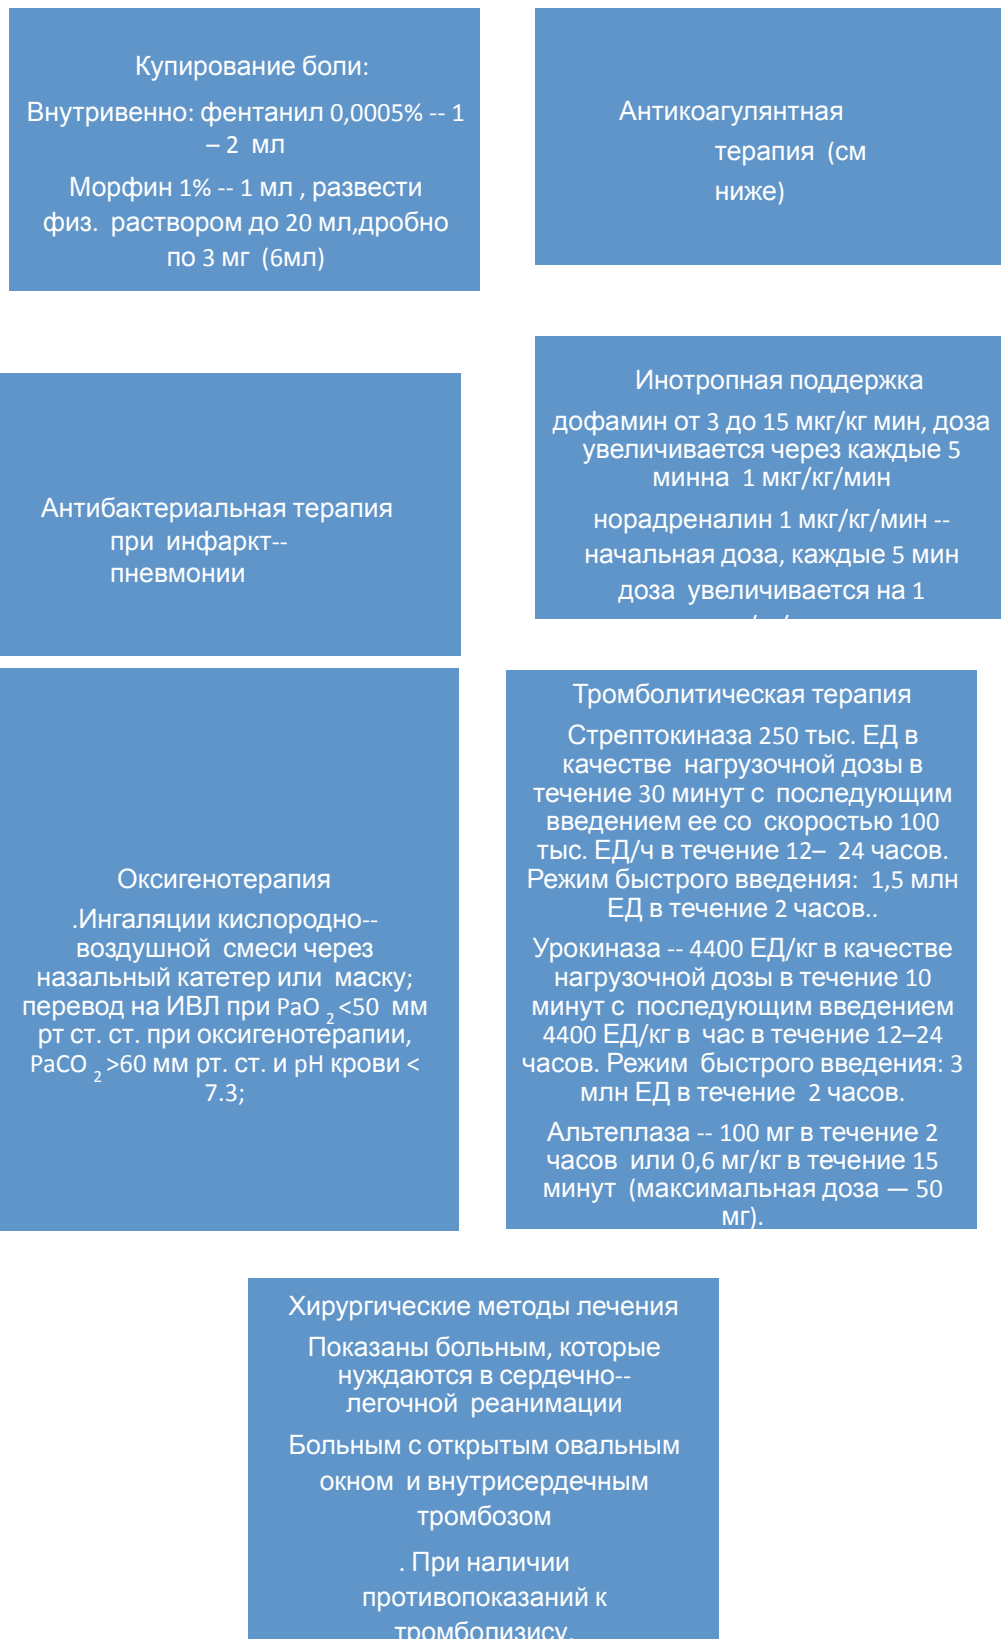 Купирование боли:
Внутривенно: фентанил 0,0005% -- 1
– 2 мл
Морфин 1% -- 1 мл , развести
физ. раствором до 20 мл,дробно
по 3 мг (6мл)
Антикоагулянтная
терапия (см
ниже)
Инотропная поддержка
дофамин от 3 до 15 мкг/кг мин, доза
увеличивается через каждые 5
минна 1 мкг/кг/мин
норадреналин 1 мкг/кг/мин --
начальная доза, каждые 5 мин
доза увеличивается на 1
Антибактериальная терапия
при инфаркт--
пневмонии
Оксигенотерапия
.Ингаляции кислородно--
воздушной смеси через
назальный катетер или маску;
перевод на ИВЛ при PaO 2 <50 мм
рт ст. ст. при оксигенотерапии,
PaCO 2 >60 мм рт. ст. и pH крови <
7.3;
Тромболитическая терапия
Стрептокиназа 250 тыс. ЕД в
качестве нагрузочной дозы в
течение 30 минут с последующим
введением ее со скоростью 100
тыс. ЕД/ч в течение 12– 24 часов.
Режим быстрого введения: 1,5 млн
ЕД в течение 2 часов..
Урокиназа -- 4400 ЕД/кг в качестве
нагрузочной дозы в течение 10
минут с последующим введением
4400 ЕД/кг в час в течение 12–24
часов. Режим быстрого введения: 3
млн ЕД в течение 2 часов.
Альтеплаза -- 100 мг в течение 2
часов или 0,6 мг/кг в течение 15
минут (максимальная доза — 50
мг).
Хирургические методы лечения
Показаны больным, которые
нуждаются в сердечно--
легочной реанимации
Больным с открытым овальным
окном и внутрисердечным
тромбозом
. При наличии
противопоказаний к
тромболизису.